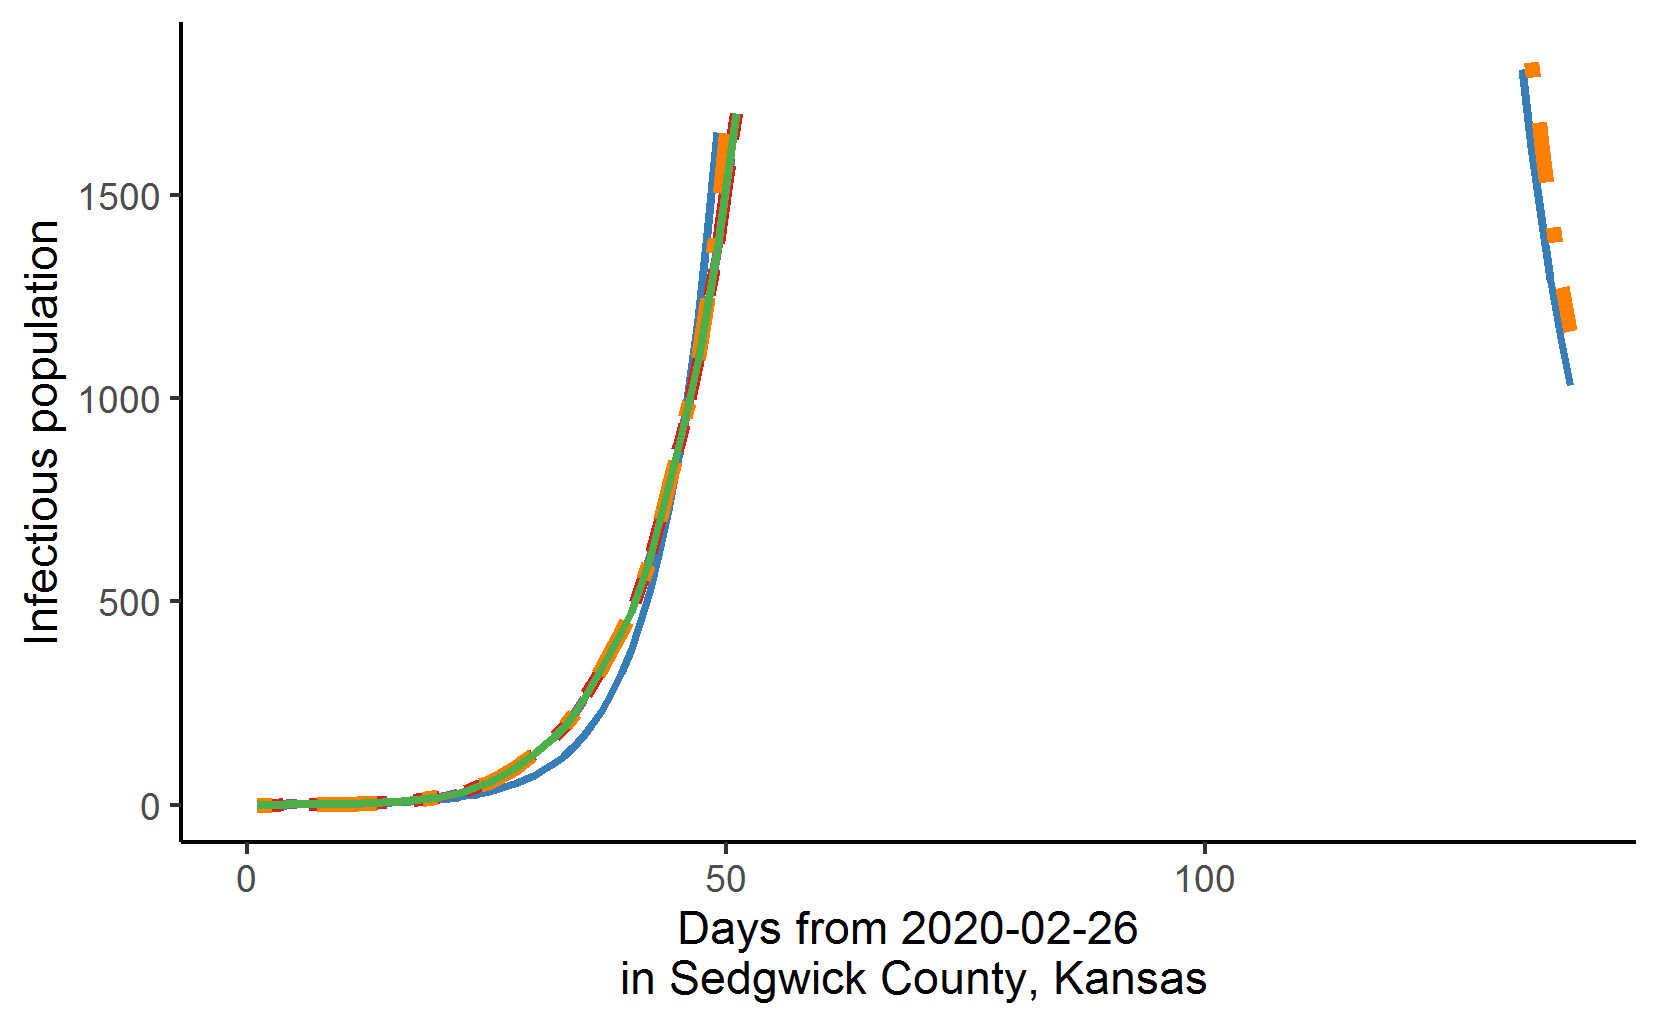 Infectious population
1500
1000
500
0
0
50
100
Days from 2020-02-26
in Sedgwick County, Kansas